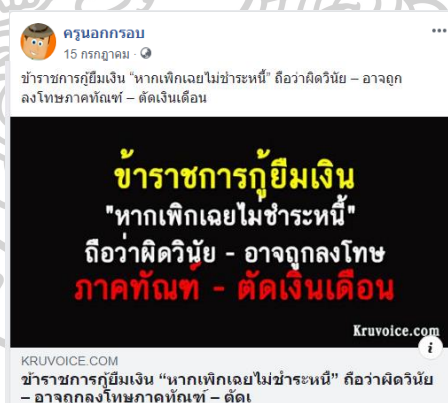 ครูนอกกรอบ
15 กรกฎาคม ·
ข้าราชการกู้ยืมเงิน “หากเพิกเฉยไม่ชำระหนี้” ถือว่าผิดวินัย – อาจถูก
ลงโทษภาคทัณฑ์ – ตัดเงินเดือน
ข้าราชการกู้ยืมเงิน
"หากเพิกเฉยไม่ชำระหนี้"
ถือว่าผิดวินัย - อาจถูกลงโทษ
ภาคทัณฑ์ - ตัดเงินเดือน
Kruvoice.com
i
KRUVOICE.COM
ข้าราชการกู้ยืมเงิน “หากเพิกเฉยไม่ชำระหนี้” ถือว่าผิดวินัย
– อาจถูกลงโทษภาคทัณฑ์ – ตัดเ